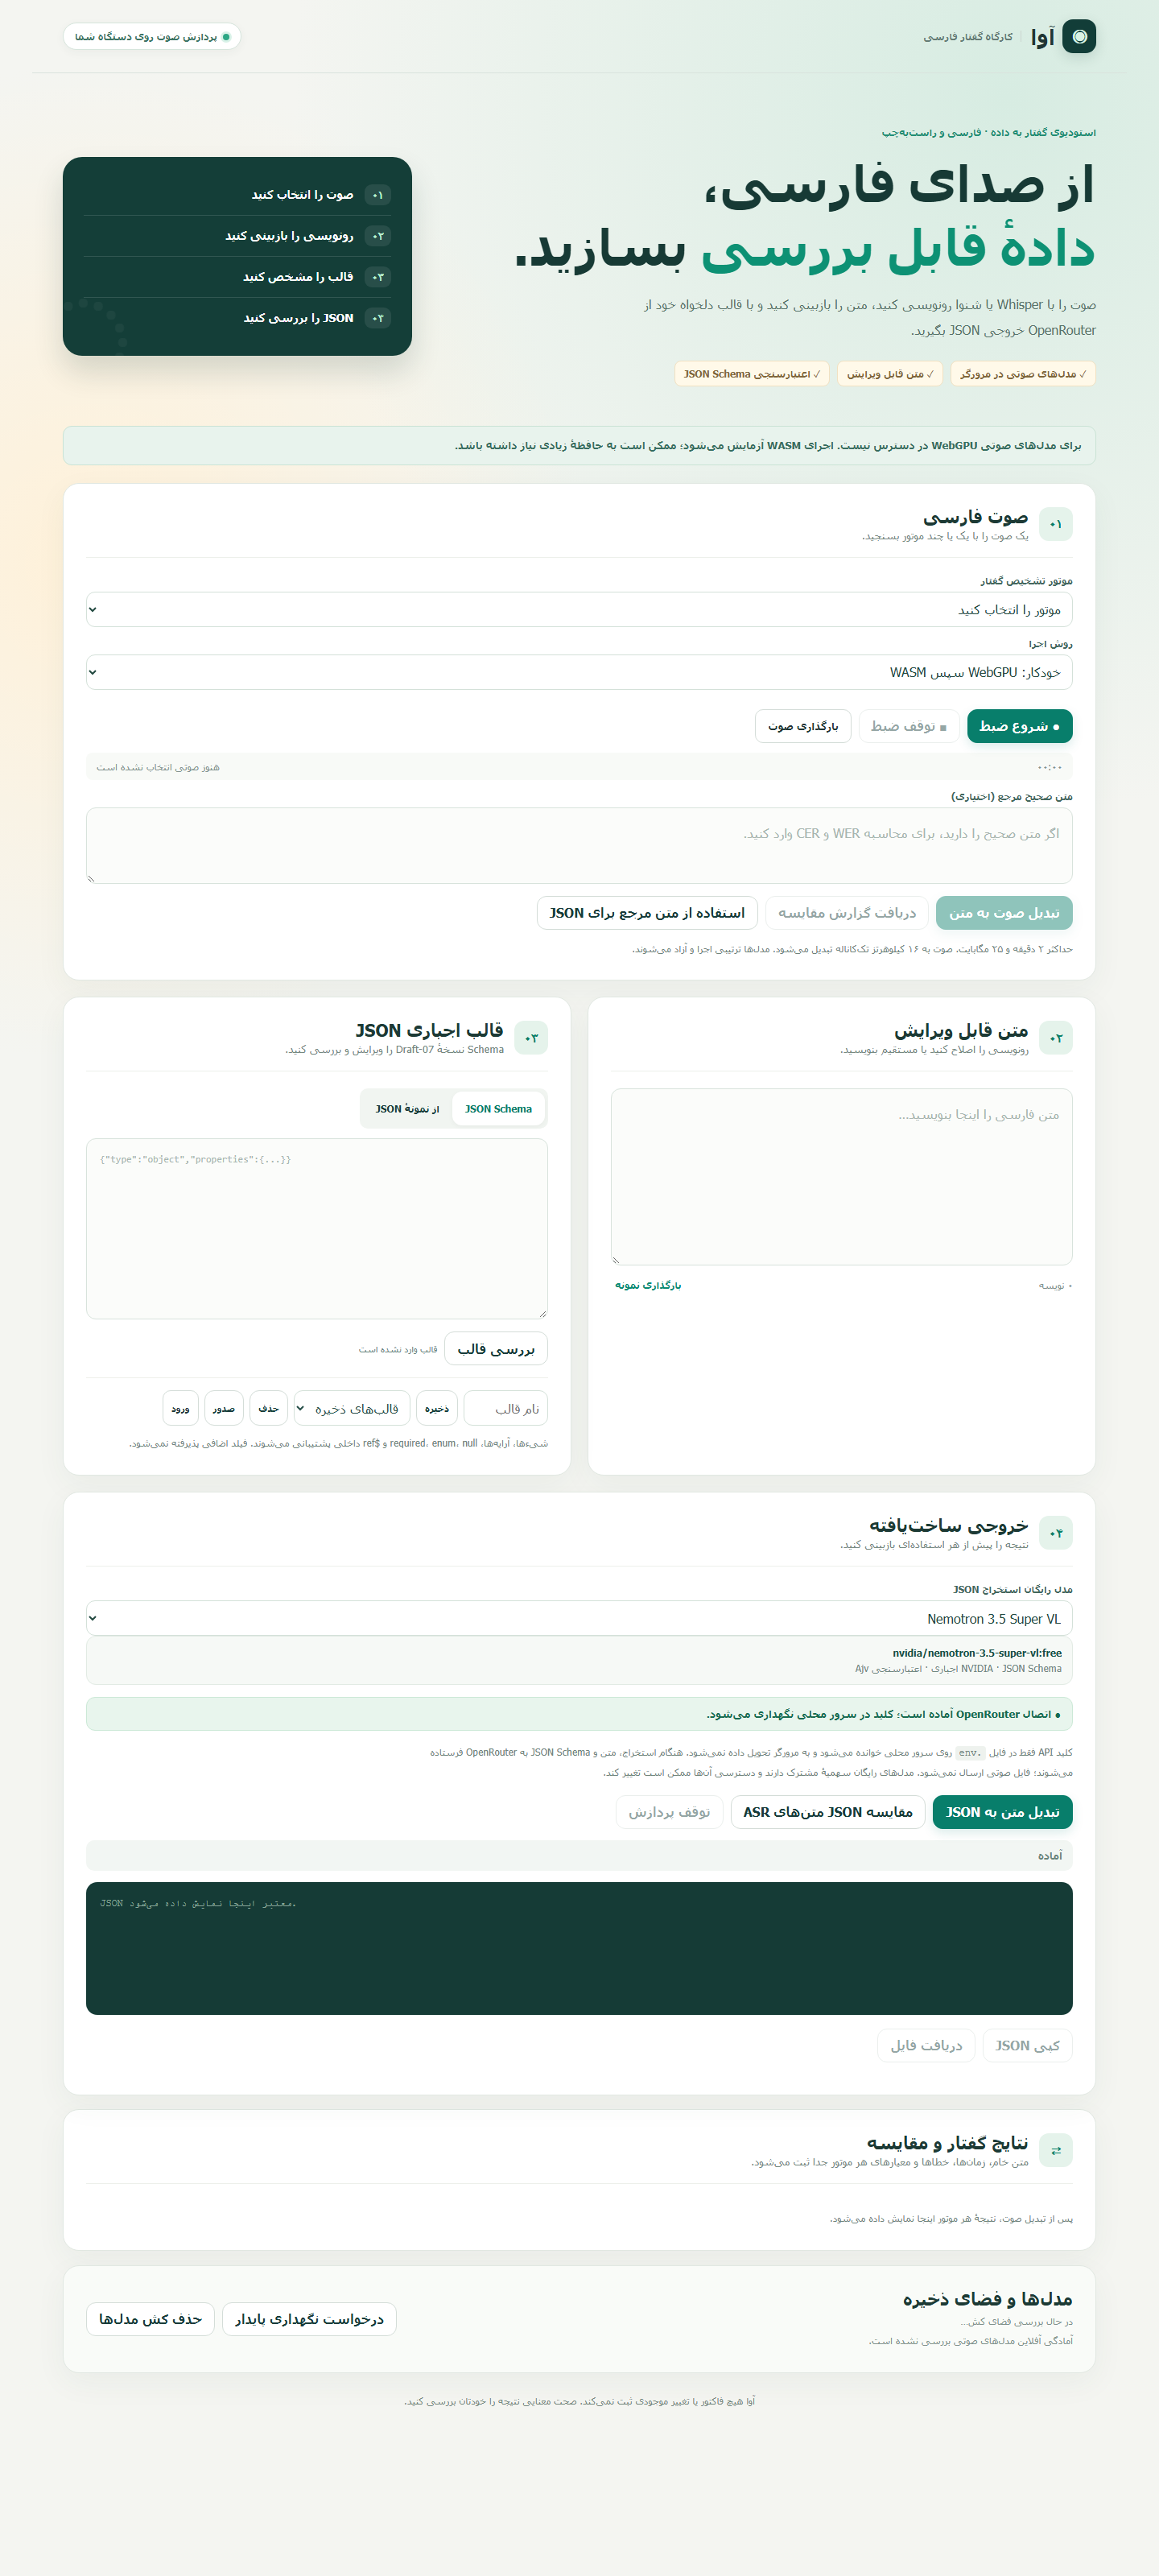 آوا
کارگاه گفتار فارسی
پردازش صوت روی دستگاه شما
استودیوی گفتار به داده · فارسی و راست‌به‌چپ
از صدای فارسی،
دادهٔ قابل بررسی بسازید.
صوت را با Whisper یا شنوا رونویسی کنید، متن را بازبینی کنید و با قالب دلخواه خود از
OpenRouter خروجی JSON بگیرید.
✓ مدل‌های صوتی در مرورگر
✓ متن قابل ویرایش
✓ اعتبارسنجی JSON Schema
۰۱ صوت را انتخاب کنید
۰۲ رونویسی را بازبینی کنید
۰۳ قالب را مشخص کنید
۰۴ JSON را بررسی کنید
برای مدل‌های صوتی WebGPU در دسترس نیست. اجرای WASM آزمایش می‌شود؛ ممکن است به حافظهٔ زیادی نیاز داشته باشد.
۰۱ صوت فارسی
یک صوت را با یک یا چند موتور بسنجید.
موتور تشخیص گفتار
موتور را انتخاب کنید
روش اجرا
خودکار: WebGPU سپس WASM
● شروع ضبط
■ توقف ضبط
بارگذاری صوت
۰۰:۰۰
هنوز صوتی انتخاب نشده است
متن صحیح مرجع (اختیاری)
اگر متن صحیح را دارید، برای محاسبه WER و CER وارد کنید.
تبدیل صوت به متن
دریافت گزارش مقایسه
استفاده از متن مرجع برای JSON
حداکثر ۲ دقیقه و ۲۵ مگابایت. صوت به ۱۶ کیلوهرتز تک‌کاناله تبدیل می‌شود. مدل‌ها ترتیبی اجرا و آزاد می‌شوند.
۰۲ متن قابل ویرایش
رونویسی را اصلاح کنید یا مستقیم بنویسید.
متن فارسی را اینجا بنویسید...
۰ نویسه
بارگذاری نمونه
۰۳ قالب اجباری JSON
Schema نسخهٔ Draft-07 را ویرایش و بررسی کنید.
JSON Schema
از نمونهٔ JSON
{"type":"object","properties":{...}}
بررسی قالب
قالب وارد نشده است
نام قالب
ذخیره
قالب‌های ذخیره
حذف
صدور
ورود
شیءها، آرایه‌ها، required، enum، null و $ref داخلی پشتیبانی می‌شوند. فیلد اضافی پذیرفته نمی‌شود.
۰۴ خروجی ساخت‌یافته
نتیجه را پیش از هر استفاده‌ای بازبینی کنید.
مدل رایگان استخراج JSON
Nemotron 3.5 Super VL
nvidia/nemotron-3.5-super-vl:free
NVIDIA · JSON Schema اجباری · اعتبارسنجی Ajv
● اتصال OpenRouter آماده است؛ کلید در سرور محلی نگهداری می‌شود.
کلید API فقط در فایل .env روی سرور محلی خوانده می‌شود و به مرورگر تحویل داده نمی‌شود. هنگام استخراج، متن و JSON Schema به OpenRouter فرستاده
می‌شوند؛ فایل صوتی ارسال نمی‌شود. مدل‌های رایگان سهمیهٔ مشترک دارند و دسترسی آن‌ها ممکن است تغییر کند.
تبدیل متن به JSON
مقایسه JSON متن‌های ASR
توقف پردازش
آماده
JSON معتبر اینجا نمایش داده می‌شود.
کپی JSON
دریافت فایل
⇄ نتایج گفتار و مقایسه
متن خام، زمان‌ها، خطاها و معیارهای هر موتور جدا ثبت می‌شود.
پس از تبدیل صوت، نتیجهٔ هر موتور اینجا نمایش داده می‌شود.
مدل‌ها و فضای ذخیره
در حال بررسی فضای کش...
آمادگی آفلاین مدل‌های صوتی بررسی نشده است.
درخواست نگهداری پایدار
حذف کش مدل‌ها
آوا هیچ فاکتور یا تغییر موجودی ثبت نمی‌کند. صحت معنایی نتیجه را خودتان بررسی کنید.